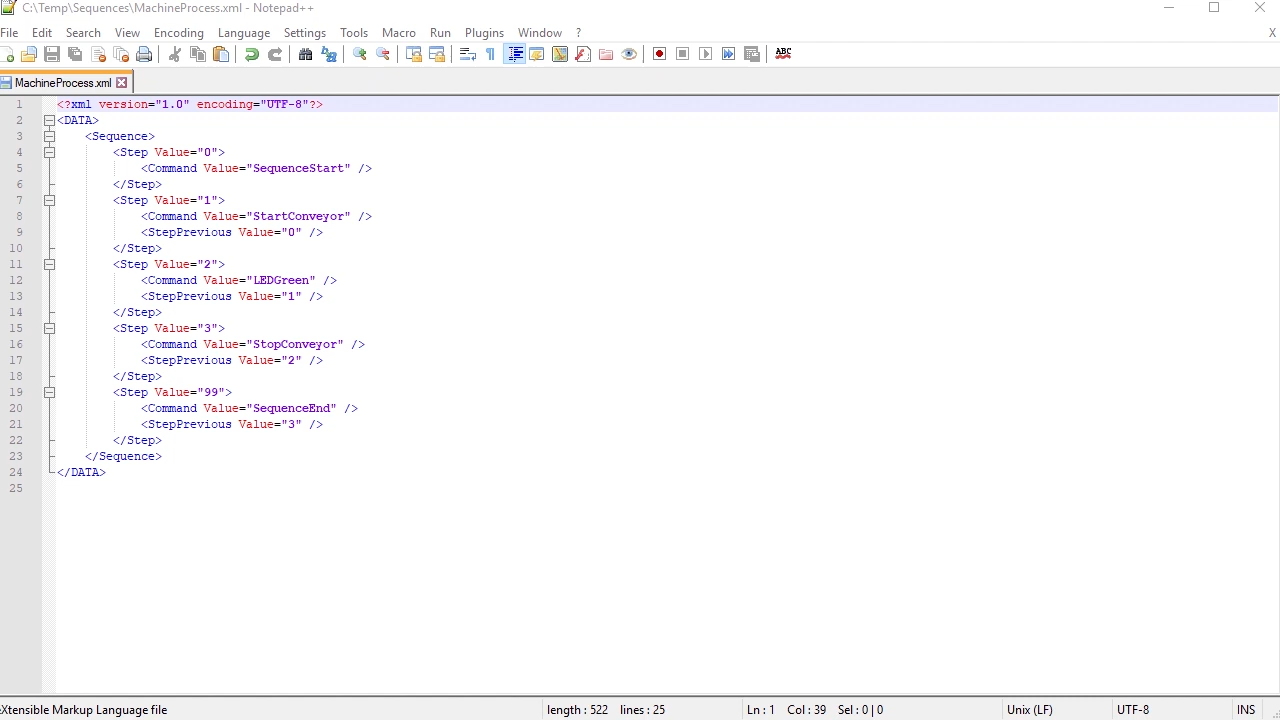 C:\Temp\Sequences\MachineProcess.xml - Notepad++
File Edit Search View Encoding Language Settings Tools Macro Run Plugins Window ? X
ABC
MachineProcess.xml
1 <?xml version="1.0" encoding="UTF-8"?>
2 <DATA>
3 <Sequence>
4 <Step Value="0">
5 <Command Value="SequenceStart" />
6 </Step>
7 <Step Value="1">
8 <Command Value="StartConveyor" />
9 <StepPrevious Value="0" />
10 </Step>
11 <Step Value="2">
12 <Command Value="LEDGreen" />
13 <StepPrevious Value="1" />
14 </Step>
15 <Step Value="3">
16 <Command Value="StopConveyor" />
17 <StepPrevious Value="2" />
18 </Step>
19 <Step Value="99">
20 <Command Value="SequenceEnd" />
21 <StepPrevious Value="3" />
22 </Step>
23 </Sequence>
24 </DATA>
25
eXtensible Markup Language file length : 522 lines : 25 Ln : 1 Col : 39 Sel : 0 | 0 Unix (LF) UTF-8 INS